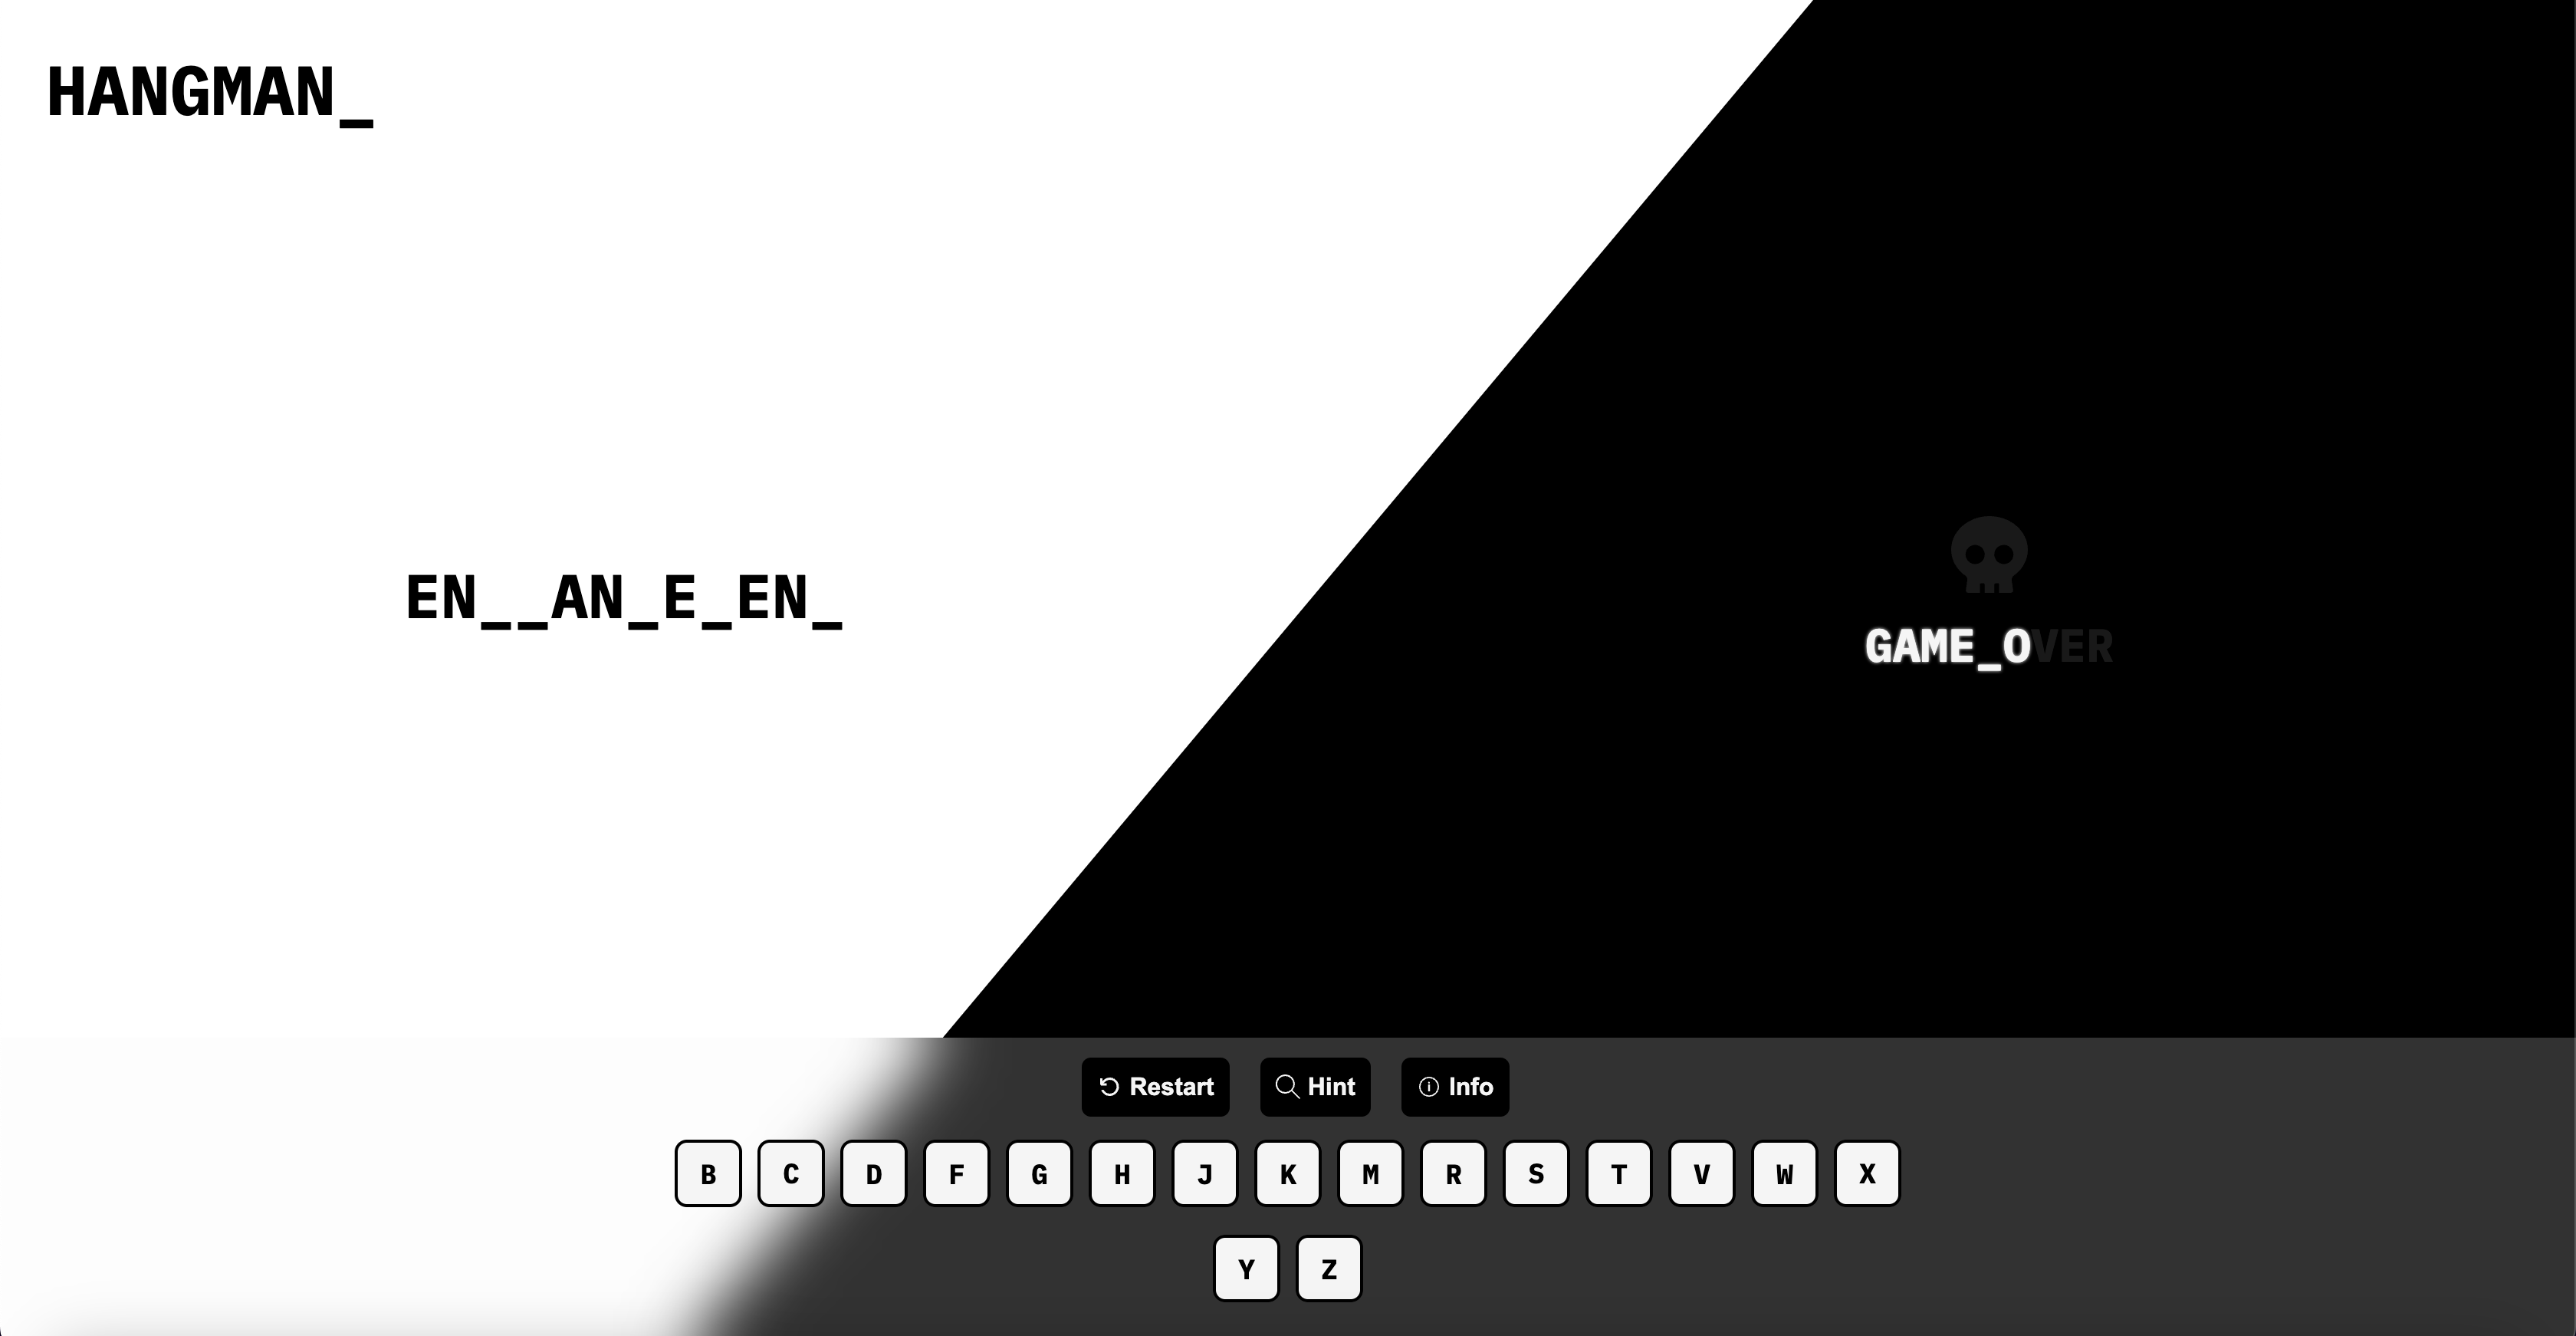 HANGMAN_
EN__AN_E_EN_
GAME_OVER
Restart Hint Info
B C D F G H J K M R S T V W X
Y Z